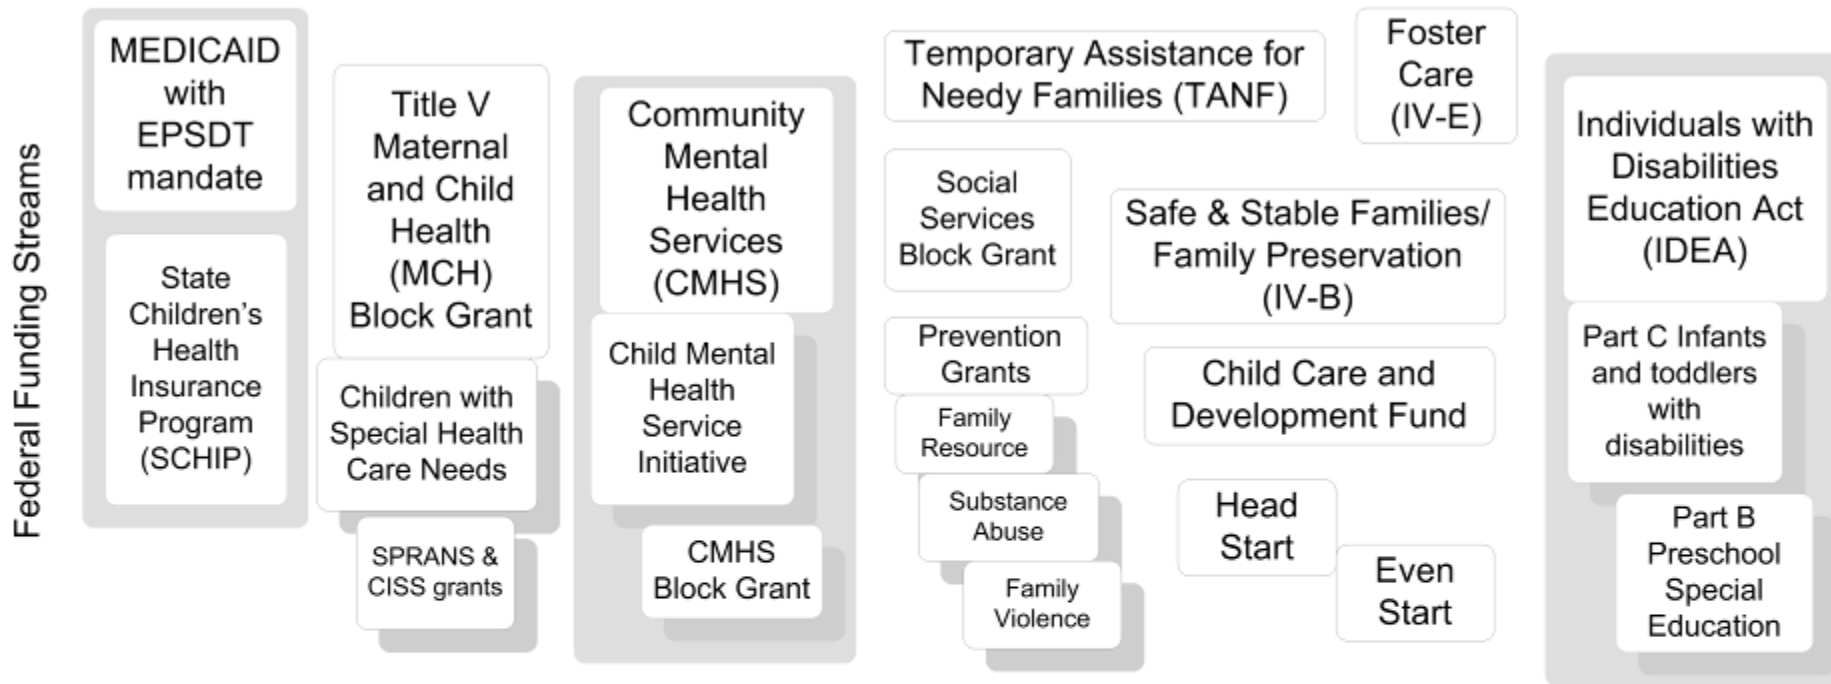 Federal Funding Streams
MEDICAID
with
EPSDT
mandate
State
Children’s
Health
Insurance
Program
(SCHIP)
Title V
Maternal
and Child
Health
(MCH)
Block Grant
Children with
Special Health
Care Needs
SPRANS &
CISS grants
Community
Mental
Health
Services
(CMHS)
Child Mental
Health
Service
Initiative
CMHS
Block Grant
Temporary Assistance for
Needy Families (TANF)
Foster
Care
(IV-E)
Social
Services
Block Grant
Safe & Stable Families/
Family Preservation
(IV-B)
Prevention
Grants
Family
Resource
Substance
Abuse
Family
Violence
Child Care and
Development Fund
Head
Start
Even
Start
Individuals with
Disabilities
Education Act
(IDEA)
Part C Infants
and toddlers
with
disabilities
Part B
Preschool
Special
Education